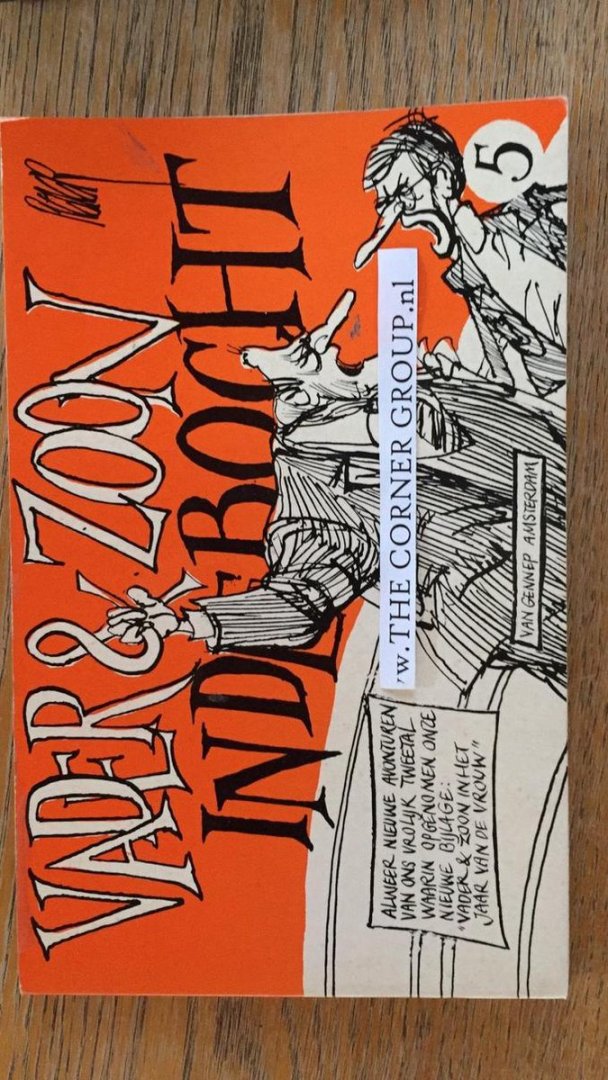 VADER & ZOON
IN DE BOCHT
5
ALWEER NIEUWE AVONTUREN
VAN ONS VROLIJK TWEETAL
WAARIN OPGENOMEN ONZE
NIEUWE BIJLAGE:
"VADER & ZOON IN HET
JAAR VAN DE VROUW"
w.THE CORNER GROUP.nl
VAN GENNEP AMSTERDAM